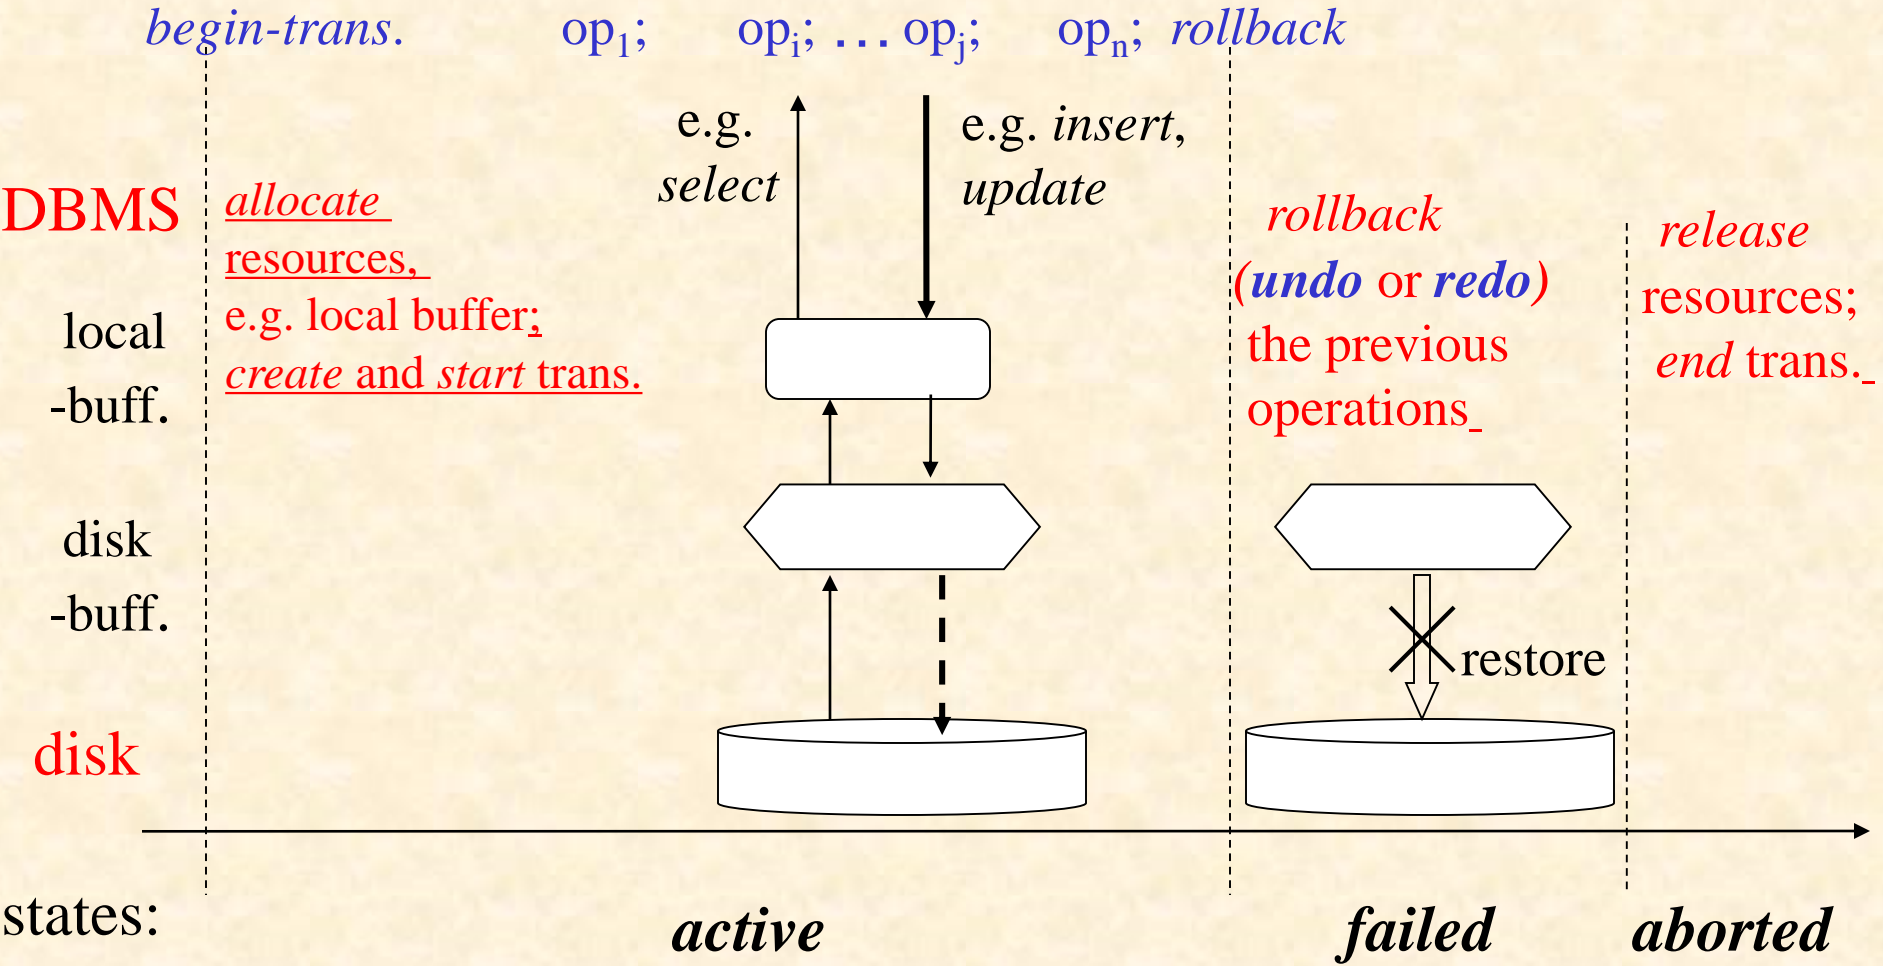 begin-trans. op1; opi; … opj; opn; rollback
e.g.
select
e.g. insert,
update
DBMS
allocate
resources,
e.g. local buffer;
create and start trans.
rollback
(undo or redo)
the previous
operations
release
resources;
end trans.
local
-buff.
disk
-buff.
restore
disk
states: active failed aborted